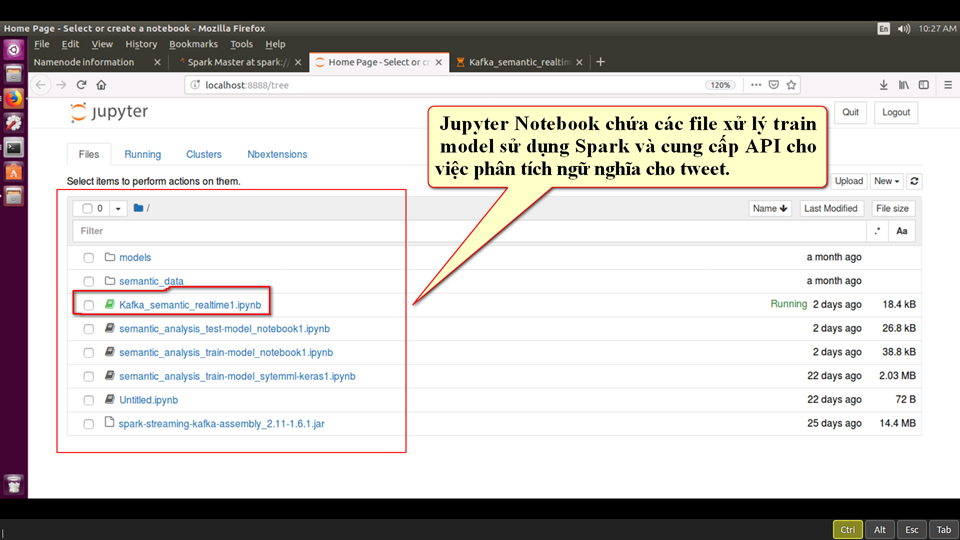 Home Page - Select or create a notebook - Mozilla Firefox
En
10:27 AM
File Edit View History Bookmarks Tools Help
Namenode information
Spark Master at spark:/
Home Page - Select or cr
Kafka_semantic_realtim
localhost:8888/tree
120%
jupyter
Quit
Logout
Jupyter Notebook chứa các file xử lý train
model sử dụng Spark và cung cấp API cho
việc phân tích ngữ nghĩa cho tweet.
Files
Running
Clusters
Nbextensions
Select items to perform actions on them.
Upload
New
0
/
Name
Last Modified
File size
Filter
.*
Aa
models
a month ago
semantic_data
a month ago
Kafka_semantic_realtime1.ipynb
Running 2 days ago 18.4 kB
semantic_analysis_test-model_notebook1.ipynb
2 days ago 26.8 kB
semantic_analysis_train-model_notebook1.ipynb
2 days ago 38.8 kB
semantic_analysis_train-model_sytemml-keras1.ipynb
22 days ago 2.03 MB
Untitled.ipynb
22 days ago 72 B
spark-streaming-kafka-assembly_2.11-1.6.1.jar
25 days ago 14.4 MB
Ctrl
Alt
Esc
Tab